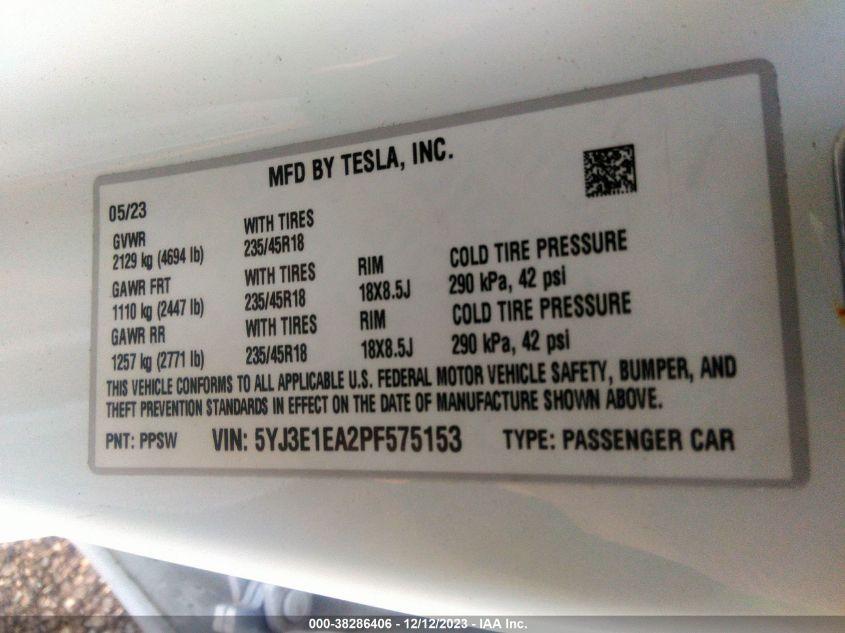 MFD BY TESLA, INC.
05/23
GVWR WITH TIRES
2129 kg (4694 lb) 235/45R18
GAWR FRT WITH TIRES RIM COLD TIRE PRESSURE
1110 kg (2447 lb) 235/45R18 18X8.5J 290 kPa, 42 psi
GAWR RR WITH TIRES RIM COLD TIRE PRESSURE
1257 kg (2771 lb) 235/45R18 18X8.5J 290 kPa, 42 psi
THIS VEHICLE CONFORMS TO ALL APPLICABLE U.S. FEDERAL MOTOR VEHICLE SAFETY, BUMPER, AND
THEFT PREVENTION STANDARDS IN EFFECT ON THE DATE OF MANUFACTURE SHOWN ABOVE.
PNT: PPSW VIN: 5YJ3E1EA2PF575153 TYPE: PASSENGER CAR
000-38286406 - 12/12/2023 - IAA Inc.